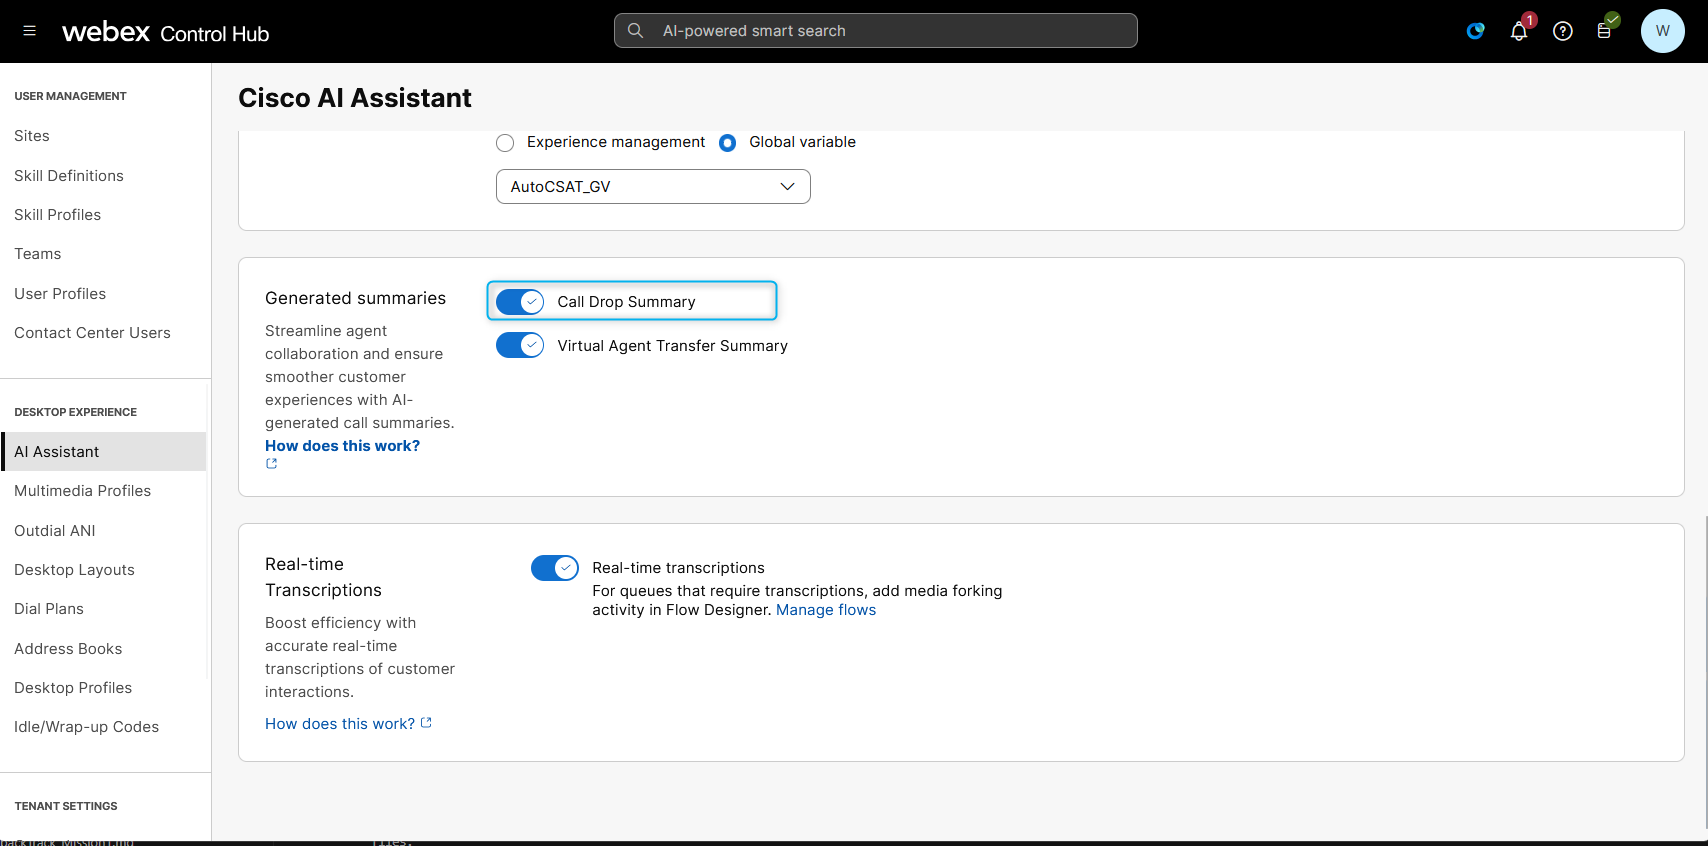 webex Control Hub
AI-powered smart search
1
W
USER MANAGEMENT
Sites
Skill Definitions
Skill Profiles
Teams
User Profiles
Contact Center Users
DESKTOP EXPERIENCE
AI Assistant
Multimedia Profiles
Outdial ANI
Desktop Layouts
Dial Plans
Address Books
Desktop Profiles
Idle/Wrap-up Codes
TENANT SETTINGS
Cisco AI Assistant
Experience management
Global variable
AutoCSAT_GV
Generated summaries
Streamline agent
collaboration and ensure
smoother customer
experiences with AI-
generated call summaries.
How does this work?
Call Drop Summary
Virtual Agent Transfer Summary
Real-time
Transcriptions
Boost efficiency with
accurate real-time
transcriptions of customer
interactions.
How does this work?
Real-time transcriptions
For queues that require transcriptions, add media forking
activity in Flow Designer. Manage flows